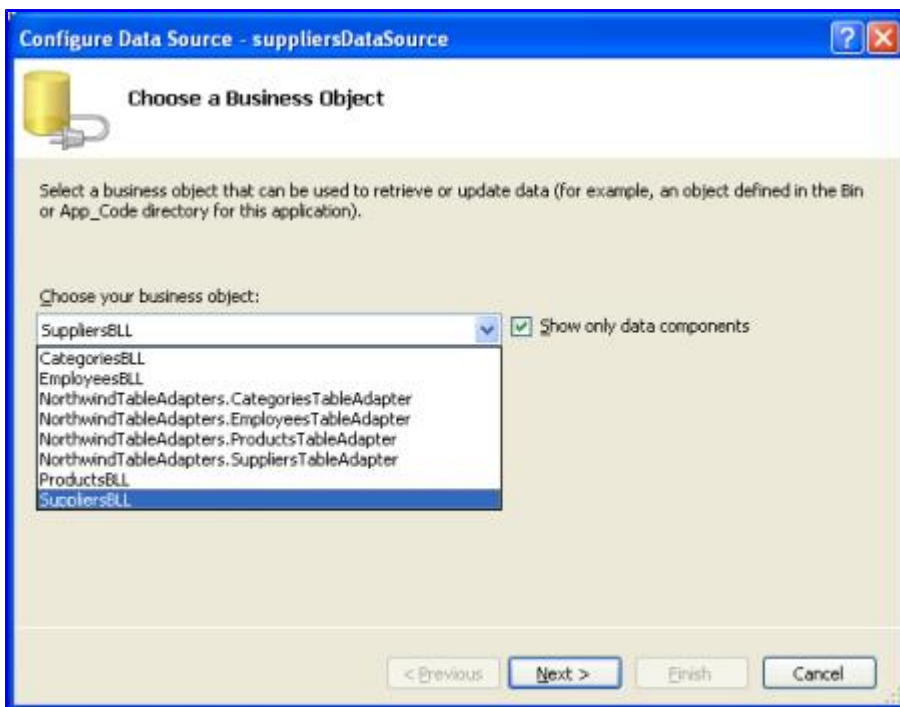 Configure Data Source - suppliersDataSource
Choose a Business Object
Select a business object that can be used to retrieve or update data (for example, an object defined in the Bin
or App_Code directory for this application).
Choose your business object:
SuppliersBLL
Show only data components
CategoriesBLL
EmployeesBLL
NorthwindTableAdapters.CategoriesTableAdapter
NorthwindTableAdapters.EmployeesTableAdapter
NorthwindTableAdapters.ProductsTableAdapter
NorthwindTableAdapters.SuppliersTableAdapter
ProductsBLL
SuppliersBLL
< Previous
Next >
Finish
Cancel